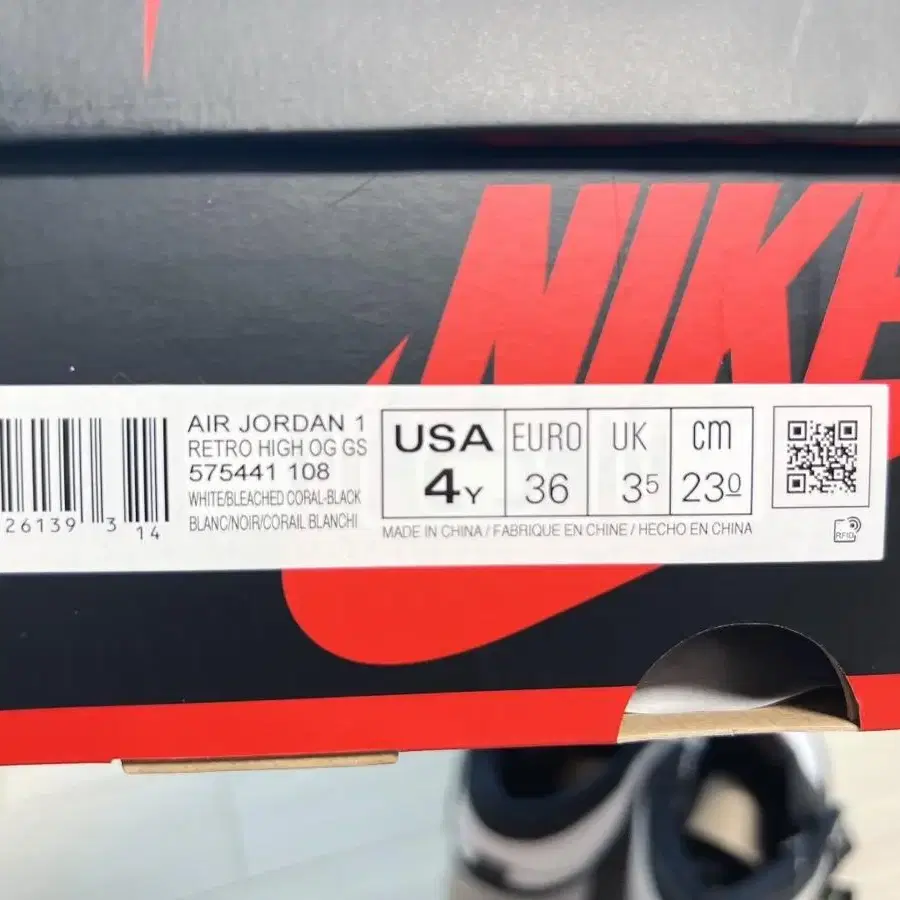 NIKE
AIR JORDAN 1
RETRO HIGH OG GS
575441 108
WHITE/BLEACHED CORAL-BLACK
BLANC/NOIR/CORAIL BLANCHI
26139 3 14
USA EURO UK CM
4Y 36 35 230
MADE IN CHINA / FABRIQUE EN CHINE / HECHO EN CHINA
RFID